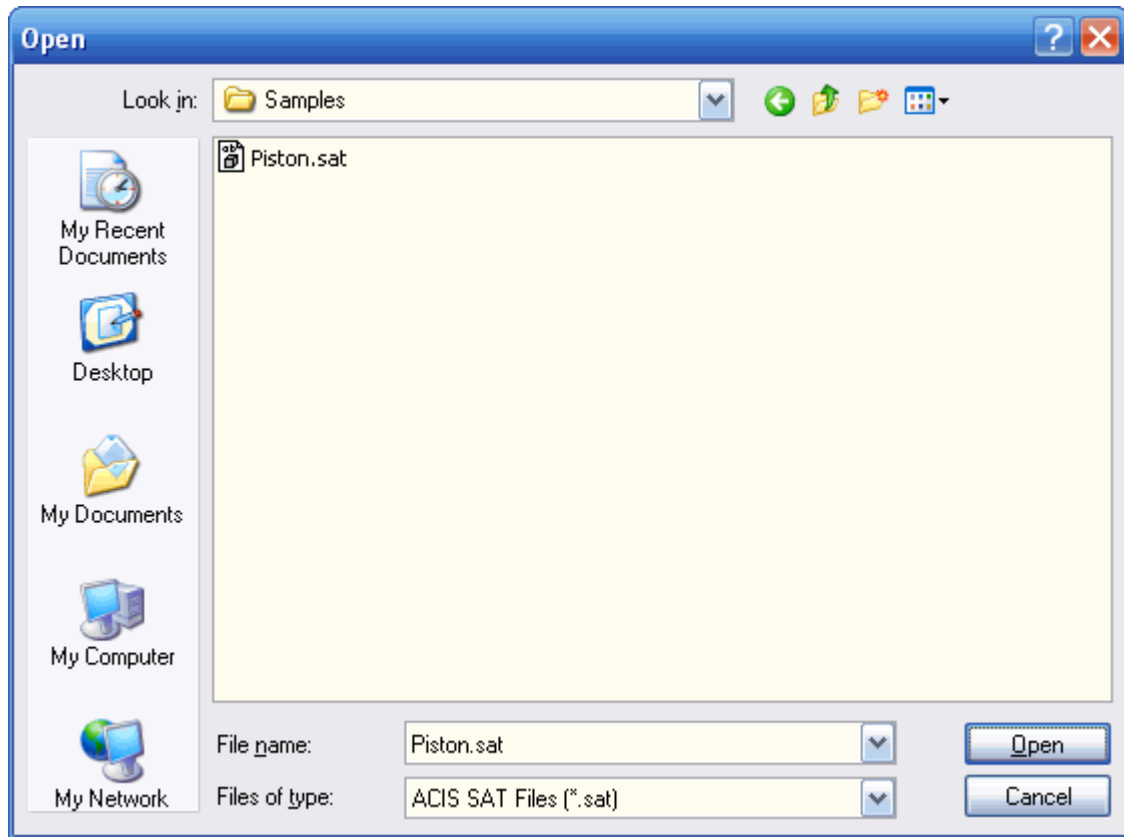 Open
Look in:
Samples
Piston.sat
My Recent
Documents
Desktop
My Documents
My Computer
My Network
File name:
Piston.sat
Open
Files of type:
ACIS SAT Files (*.sat)
Cancel